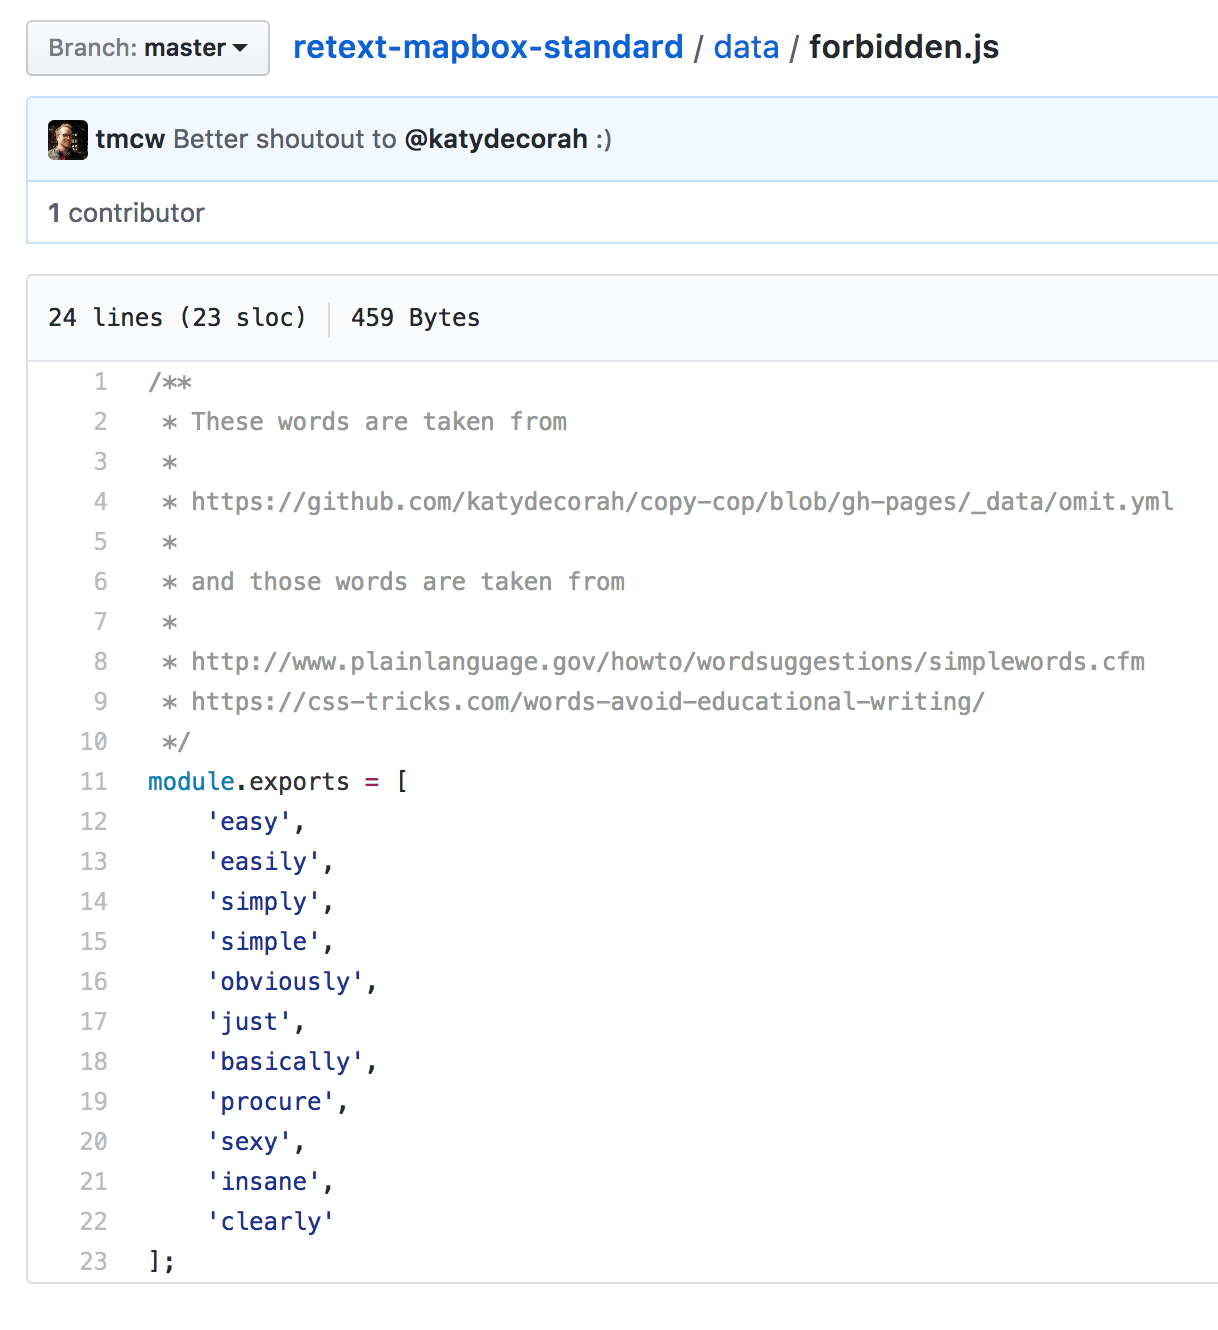 Branch: master retext-mapbox-standard / data / forbidden.js
tmcw Better shoutout to @katydecorah :)
1 contributor
24 lines (23 sloc) 459 Bytes
1 /**
2  * These words are taken from
3  *
4  * https://github.com/katydecorah/copy-cop/blob/gh-pages/_data/omit.yml
5  *
6  * and those words are taken from
7  *
8  * http://www.plainlanguage.gov/howto/wordsuggestions/simplewords.cfm
9  * https://css-tricks.com/words-avoid-educational-writing/
10  */
11 module.exports = [
12     'easy',
13     'easily',
14     'simply',
15     'simple',
16     'obviously',
17     'just',
18     'basically',
19     'procure',
20     'sexy',
21     'insane',
22     'clearly'
23 ];